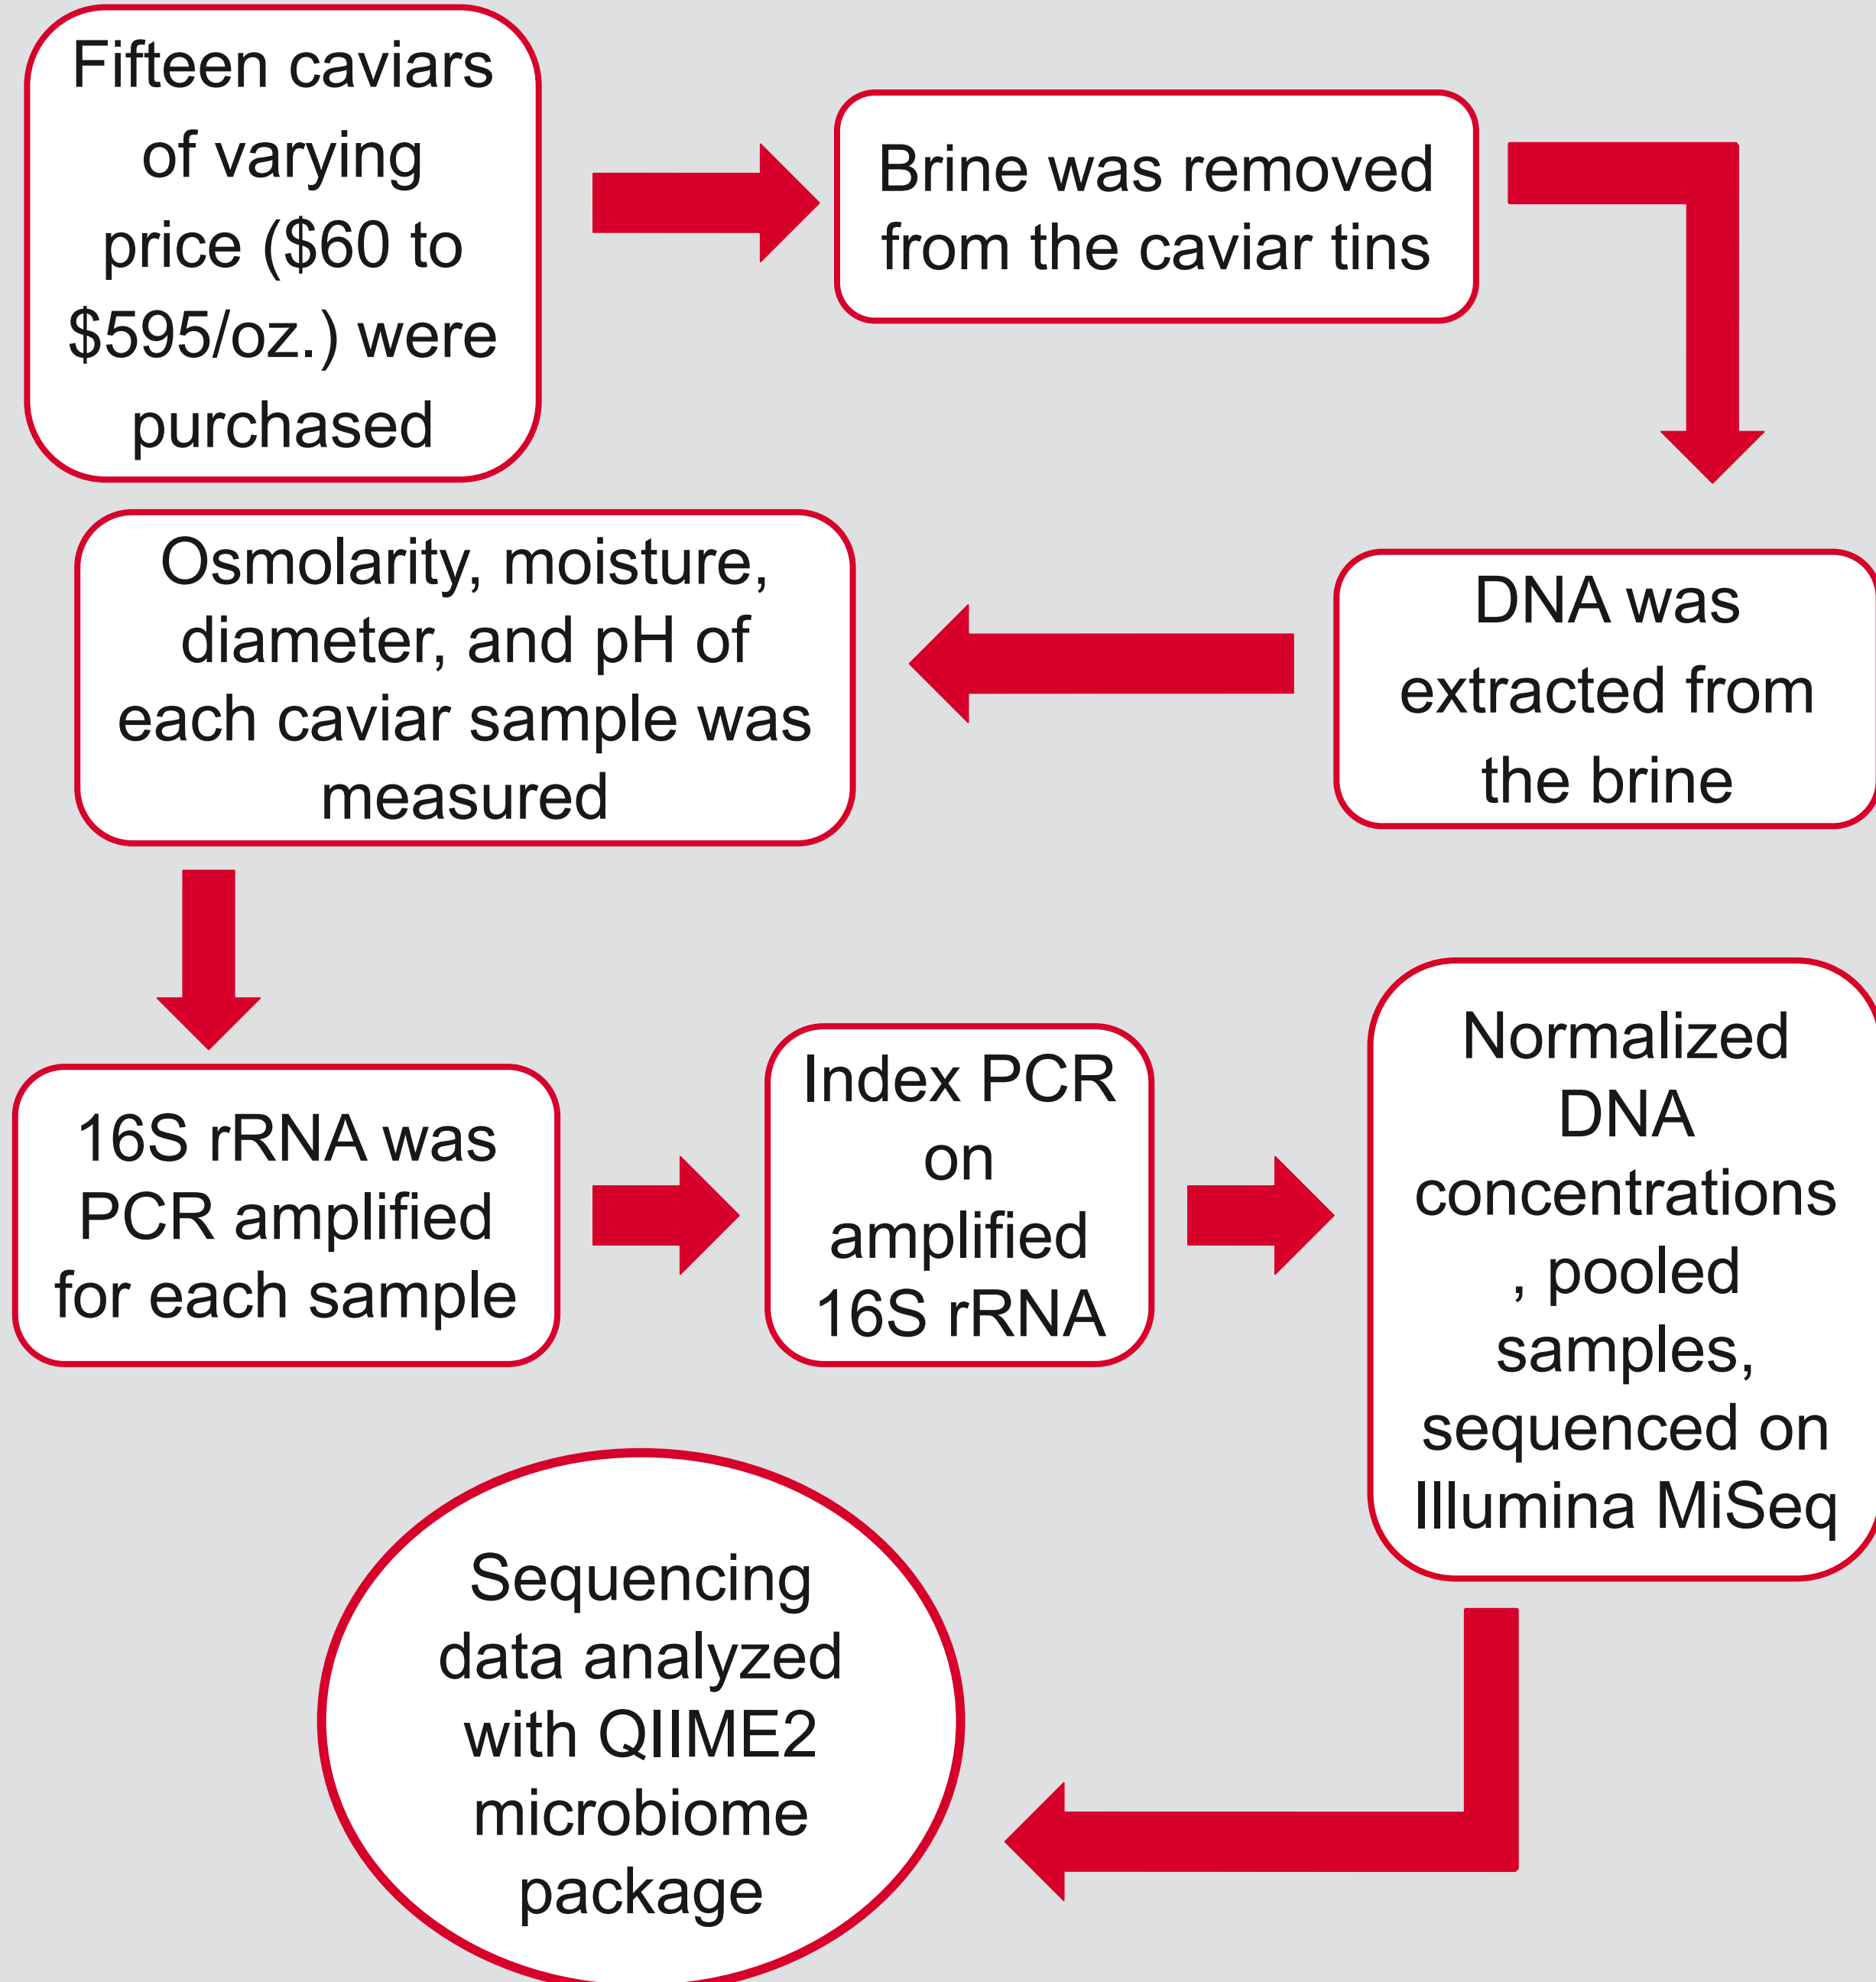 Fifteen caviars
of varying
price ($60 to
$595/oz.) were
purchased
Brine was removed
from the caviar tins
DNA was
extracted from
the brine
Osmolarity, moisture,
diameter, and pH of
each caviar sample was
measured
16S rRNA was
PCR amplified
for each sample
Index PCR
on
amplified
16S rRNA
Normalized
DNA
concentrations
, pooled
samples,
sequenced on
Illumina MiSeq
Sequencing
data analyzed
with QIIME2
microbiome
package